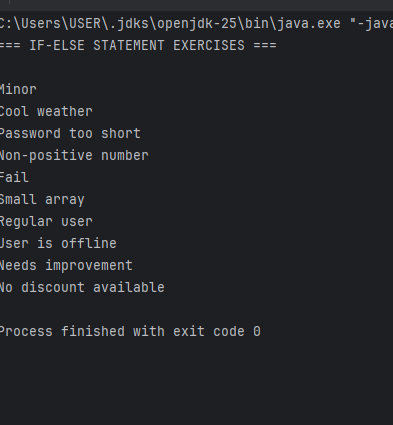 C:\Users\USER\.jdks\openjdk-25\bin\java.exe "-java
=== IF-ELSE STATEMENT EXERCISES ===
Minor
Cool weather
Password too short
Non-positive number
Fail
Small array
Regular user
User is offline
Needs improvement
No discount available
Process finished with exit code 0